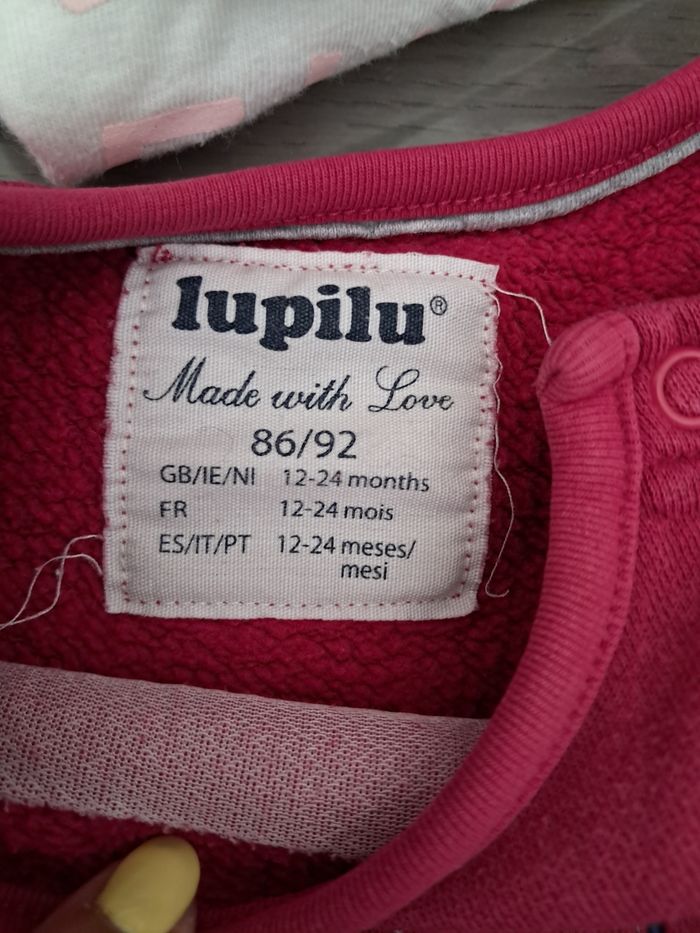 lupilu®
Made with Love
86/92
GB/IE/NI 12-24 months
FR 12-24 mois
ES/IT/PT 12-24 meses/
mesi